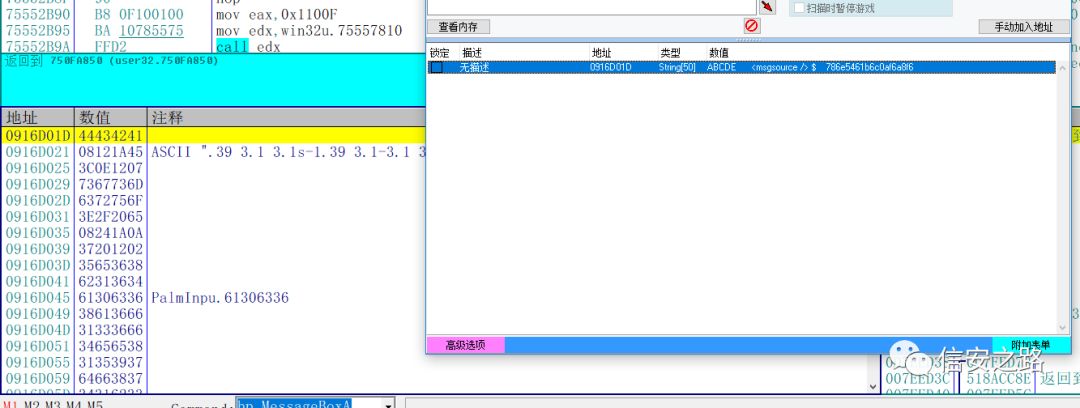 75552B90 B8 0F100100 mov eax,0x1100F
75552B95 BA 10785575 mov edx,win32u.75557810
75552B9A FFD2 call edx
返回到 750FA850 (user32.750FA850)
地址 数值 注释
0916D01D 44434241
0916D021 08121A45 ASCII ".39 3.1 3.1s-1.39 3.1-3.1 3
0916D025 3C0E1207
0916D029 7367736D
0916D02D 6372756F
0916D031 3E2F2065
0916D035 08241A0A
0916D039 37201202
0916D03D 35653638
0916D041 62313634
0916D045 61306336 PalmInpu.61306336
0916D049 38613666
0916D04D 31333666
0916D051 34656538
0916D055 31353937
0916D059 64663837
Command: bp MessageBoxA
M1 M2 M3 M4 M5
扫描时暂停游戏
查看内存
手动加入地址
锁定 描述 地址 类型 数值
无描述 0916D01D String[50] ABCDE <msgsource /> $ 786e5461b6c0af6a8f6
高级选项
附加表单
信安之路
007EED3C 518ACC8E 返回到